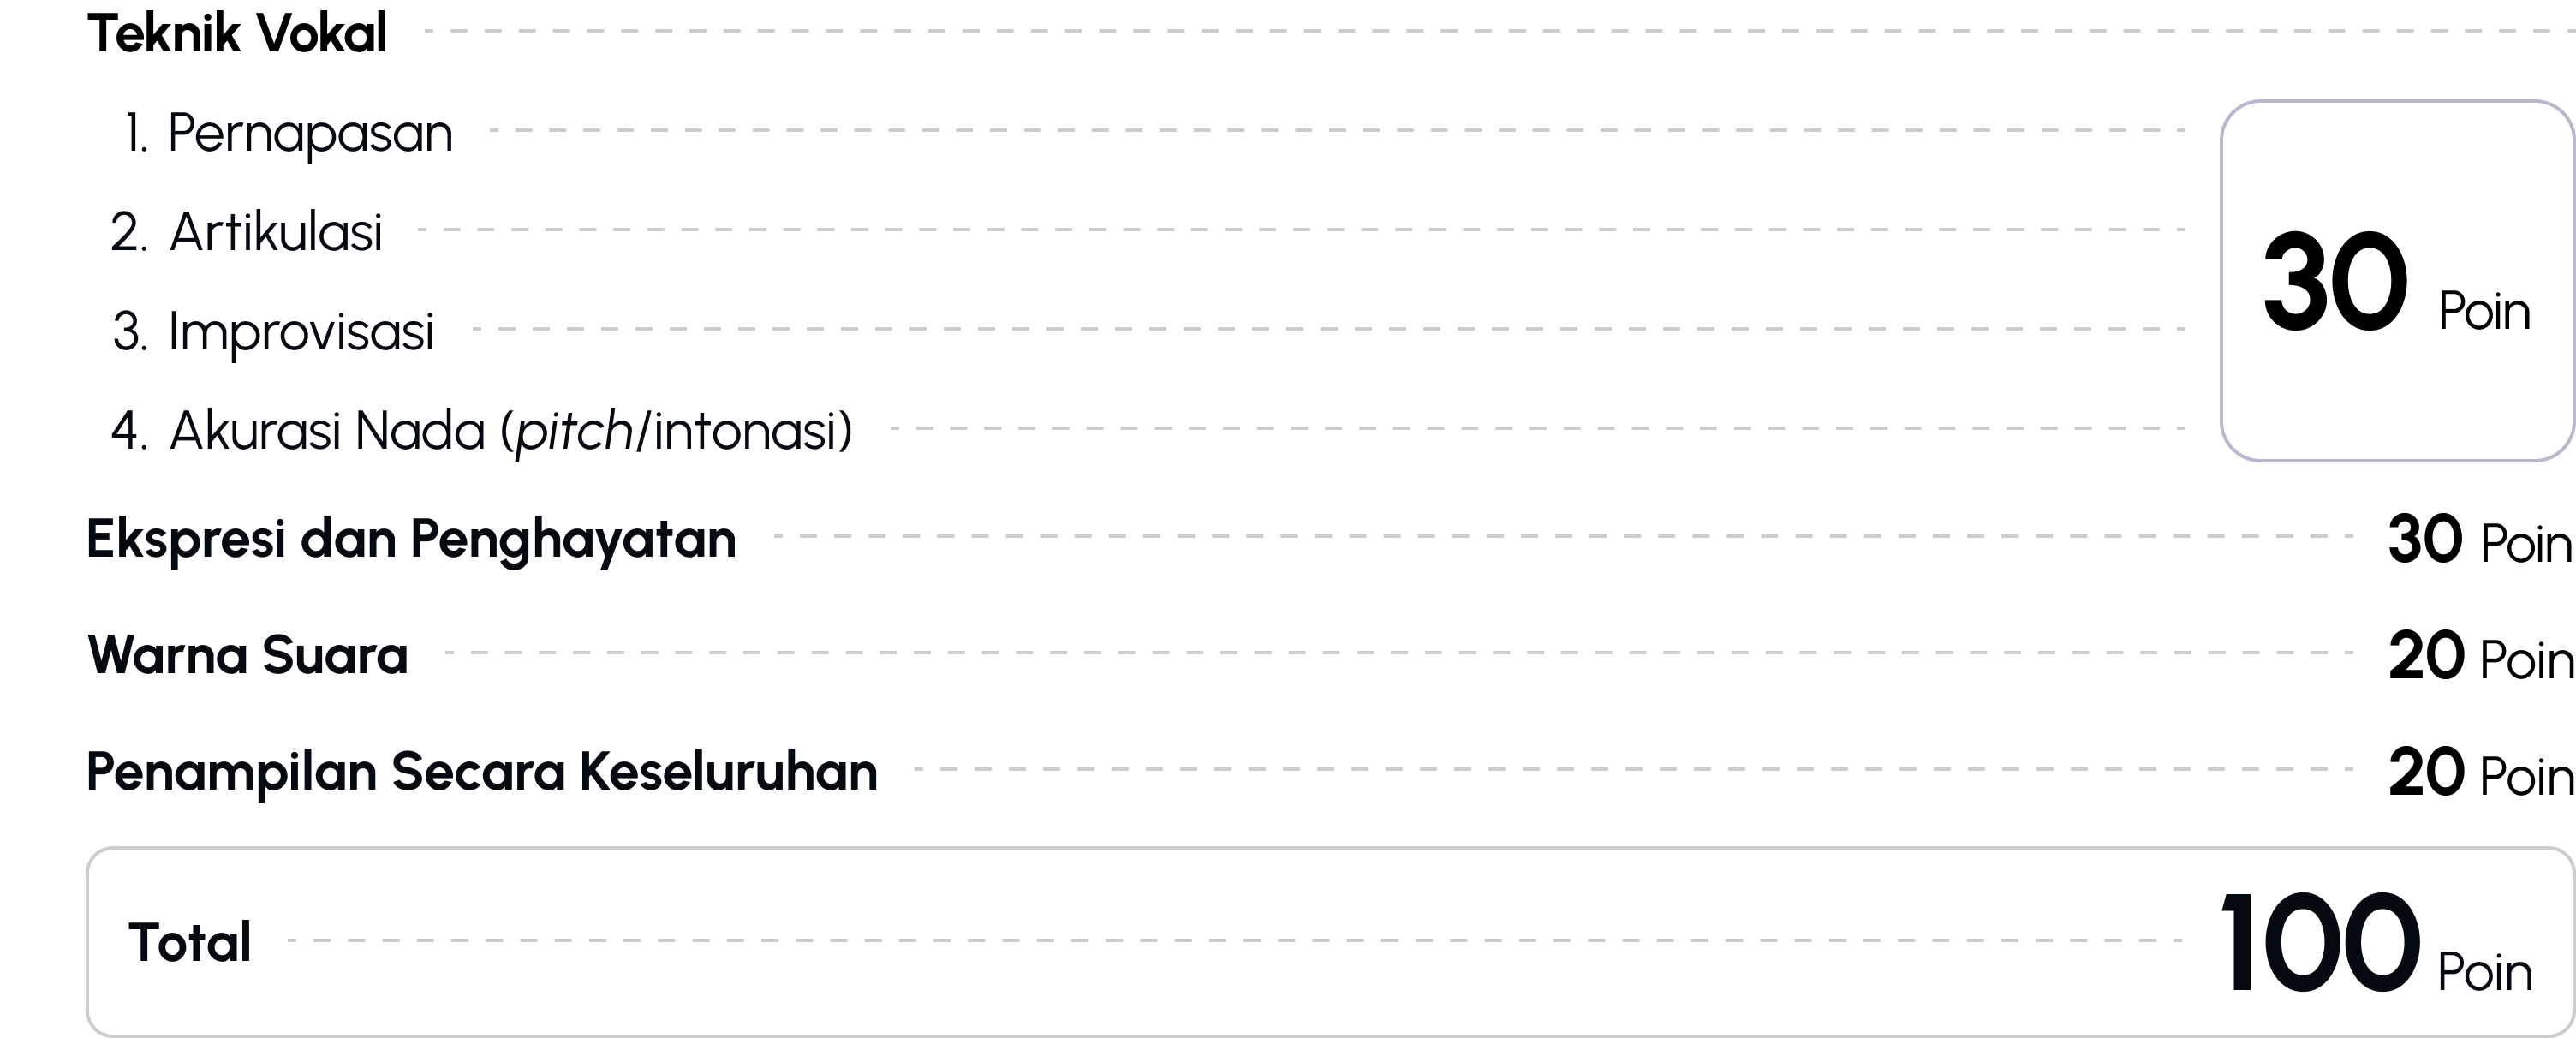 Teknik Vokal
1. Pernapasan
2. Artikulasi
3. Improvisasi
4. Akurasi Nada (pitch/intonasi)
30 Poin
Ekspresi dan Penghayatan 30 Poin
Warna Suara 20 Poin
Penampilan Secara Keseluruhan 20 Poin
Total 100 Poin